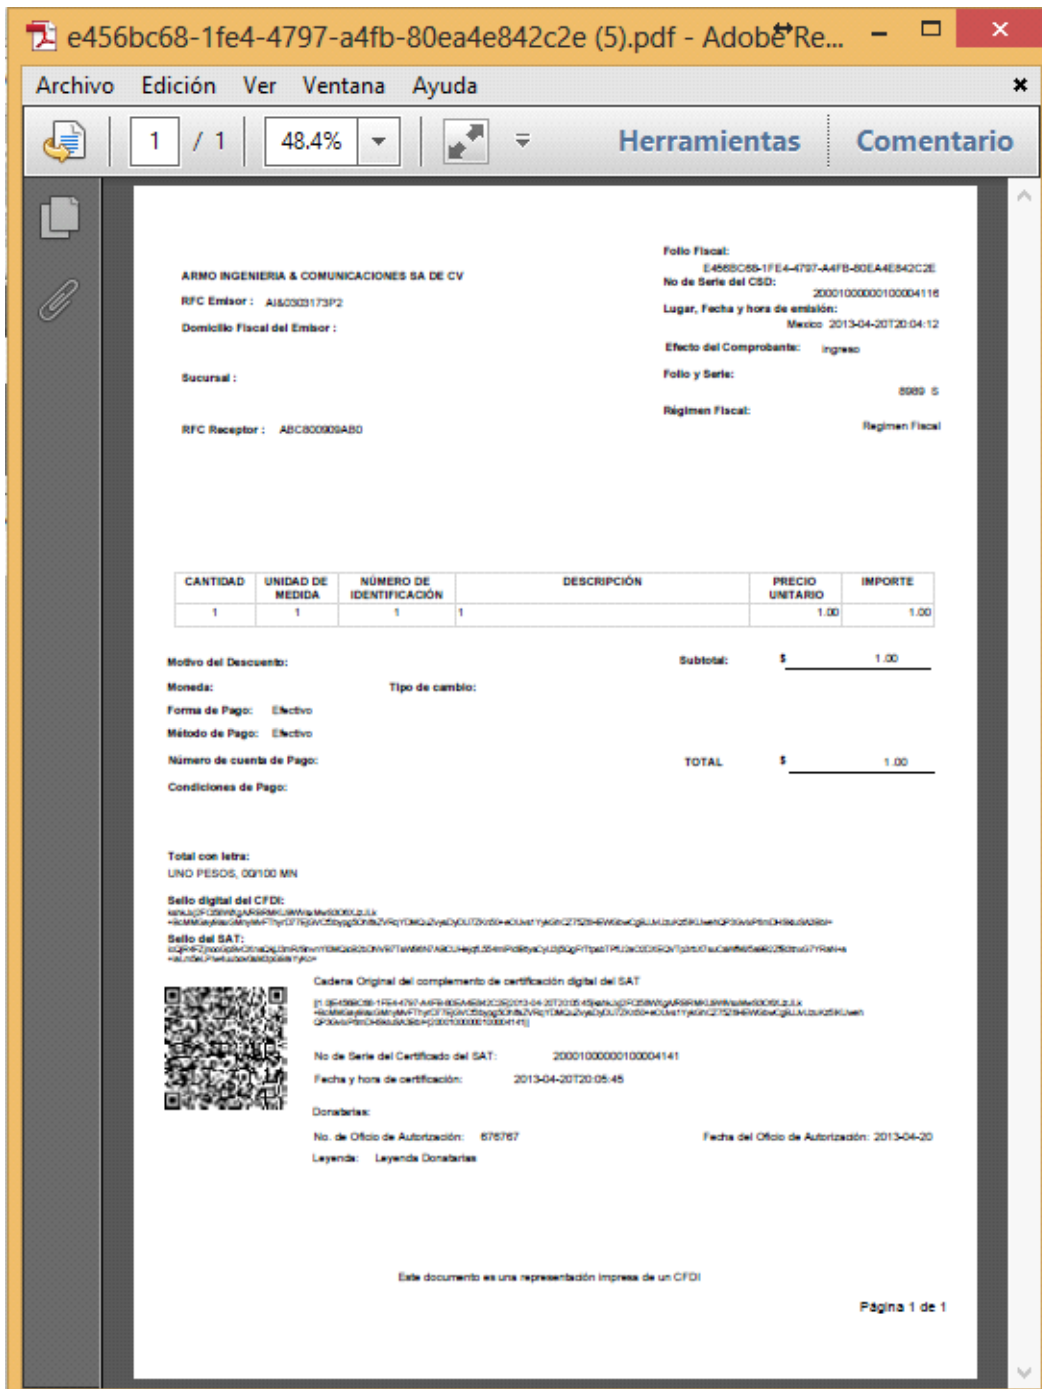 e456bc68-1fe4-4797-a4fb-80ea4e842c2e (5).pdf - Adobe Re...
Archivo Edición Ver Ventana Ayuda
1 / 1 48.4% Herramientas Comentario
Folio Fiscal:
E456BC68-1FE4-4797-A4FB-80EA4E842C2E
ARMO INGENIERIA & COMUNICACIONES SA DE CV
No de Serie del CSD:
20001000000100004116
RFC Emisor : AI&0303173P2
Lugar, Fecha y hora de emisión:
Mexico 2013-04-20T20:04:12
Domicilio Fiscal del Emisor :
Efecto del Comprobante: ingreso
Sucursal :
Folio y Serie:
8989 S
Régimen Fiscal:
Regimen Fiscal
RFC Receptor : ABC800909AB0
CANTIDAD UNIDAD DE MEDIDA NÚMERO DE IDENTIFICACIÓN DESCRIPCIÓN PRECIO UNITARIO IMPORTE
1 1 1 1 1.00 1.00
Motivo del Descuento: Subtotal: $ 1.00
Moneda: Tipo de cambio:
Forma de Pago: Efectivo
Método de Pago: Efectivo
Número de cuenta de Pago: TOTAL $ 1.00
Condiciones de Pago:
Total con letra:
UNO PESOS, 00/100 MN
Sello digital del CFDI:
Sello del SAT:
Cadena Original del complemento de certificación digital del SAT
No de Serie del Certificado del SAT: 20001000000100004141
Fecha y hora de certificación: 2013-04-20T20:05:45
Donatarias:
No. de Oficio de Autorización: 676767 Fecha del Oficio de Autorización: 2013-04-20
Leyenda: Leyenda Donatarias
Este documento es una representación impresa de un CFDI
Página 1 de 1